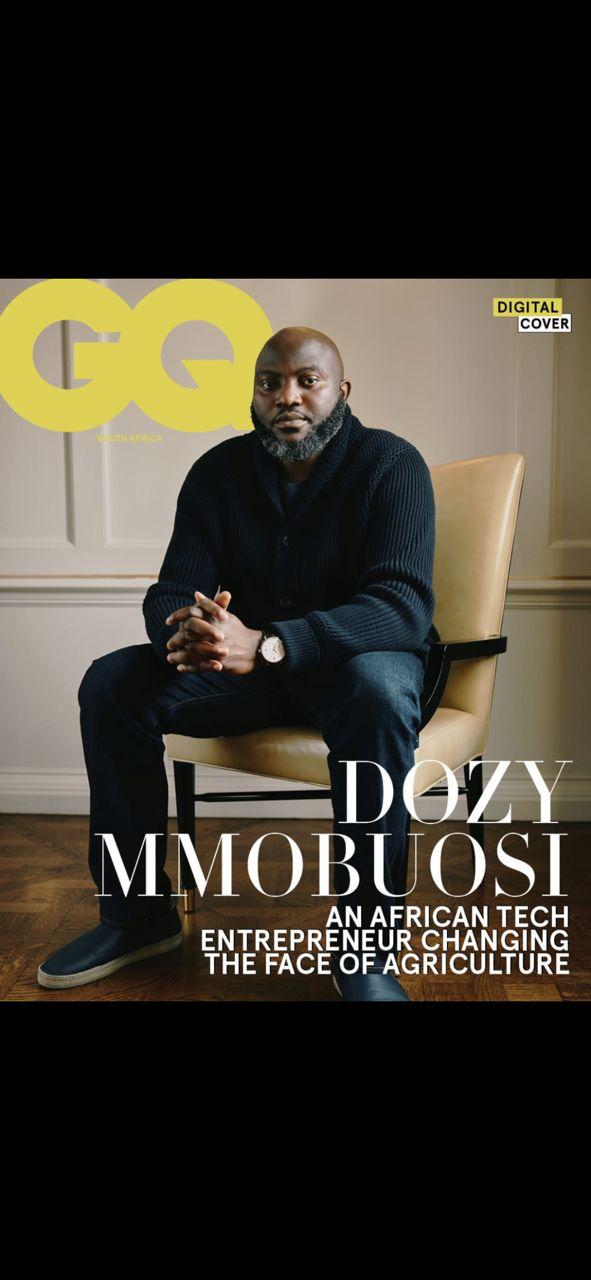 GQ
SOUTH AFRICA
DIGITAL
COVER
DOZY
MMOBUOSI
AN AFRICAN TECH
ENTREPRENEUR CHANGING
THE FACE OF AGRICULTURE